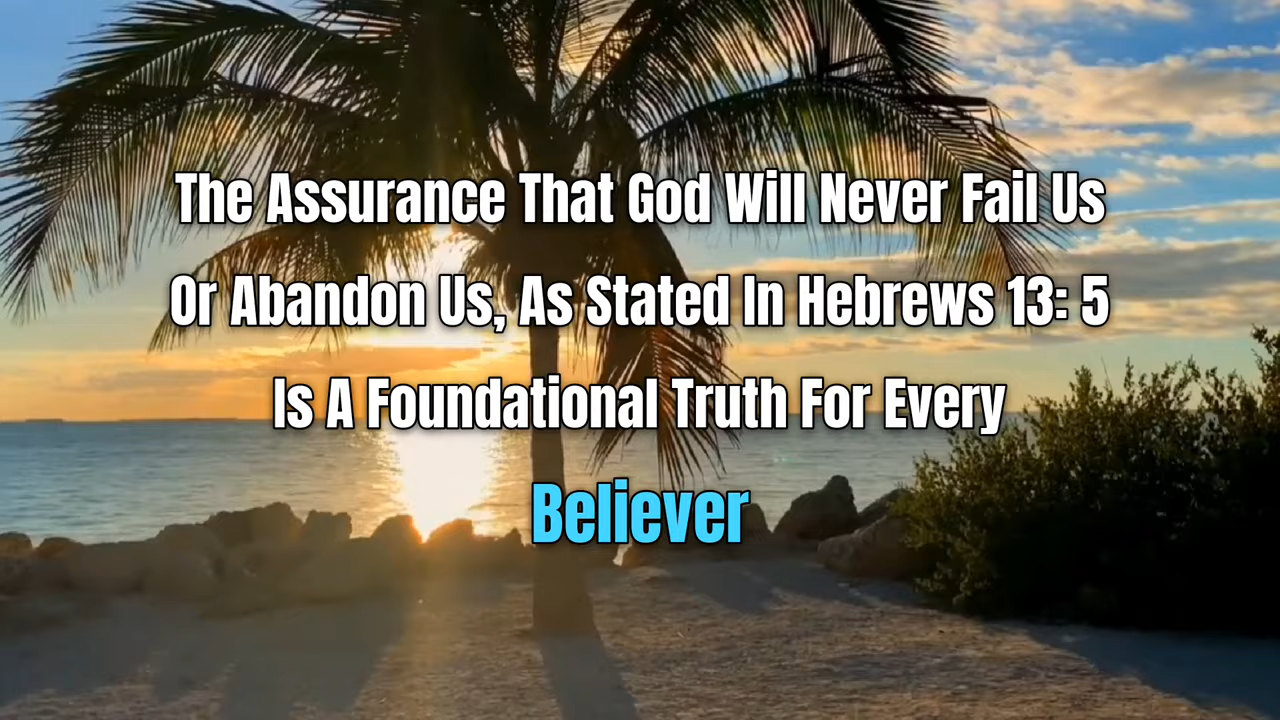 The Assurance That God Will Never Fail Us
Or Abandon Us, As Stated In Hebrews 13: 5
Is A Foundational Truth For Every
Believer